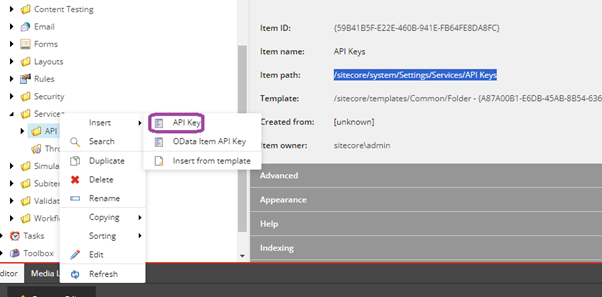 Content Testing
Email
Forms
Layouts
Rules
Security
Services
API
Simula
Subiter
Validat
Workfl
Tasks
Toolbox
Insert
Search
Duplicate
Delete
Rename
Copying
Sorting
Edit
Refresh
API Key
OData Item API Key
Insert from template
Item ID: {59B41B5F-E22E-460B-941E-FB64FE8DA8FC}
Item name: API Keys
Item path: /sitecore/system/Settings/Services/API Keys
Template: /sitecore/templates/Common/Folder - {A87A00B1-E6DB-45AB-8B54-636
Created from: [unknown]
Item owner: sitecore\admin
Advanced
Appearance
Help
Indexing
ditor
Media L